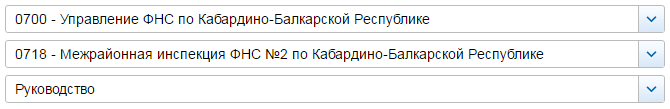 0700 - Управление ФНС по Кабардино-Балкарской Республике
0718 - Межрайонная инспекция ФНС №2 по Кабардино-Балкарской Республике
Руководство